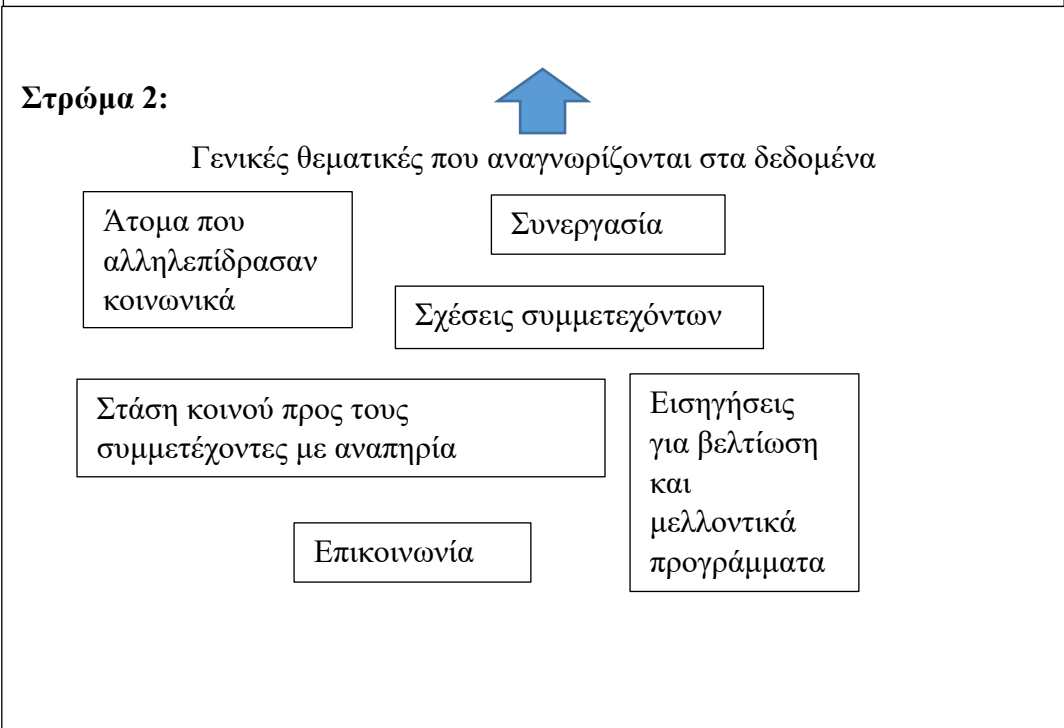 Στρώμα 2:
Γενικές θεματικές που αναγνωρίζονται στα δεδομένα
Άτομα που
αλληλεπίδρασαν
κοινωνικά
Συνεργασία
Σχέσεις συμμετεχόντων
Στάση κοινού προς τους
συμμετέχοντες με αναπηρία
Εισηγήσεις
για βελτίωση
και
μελλοντικά
προγράμματα
Επικοινωνία